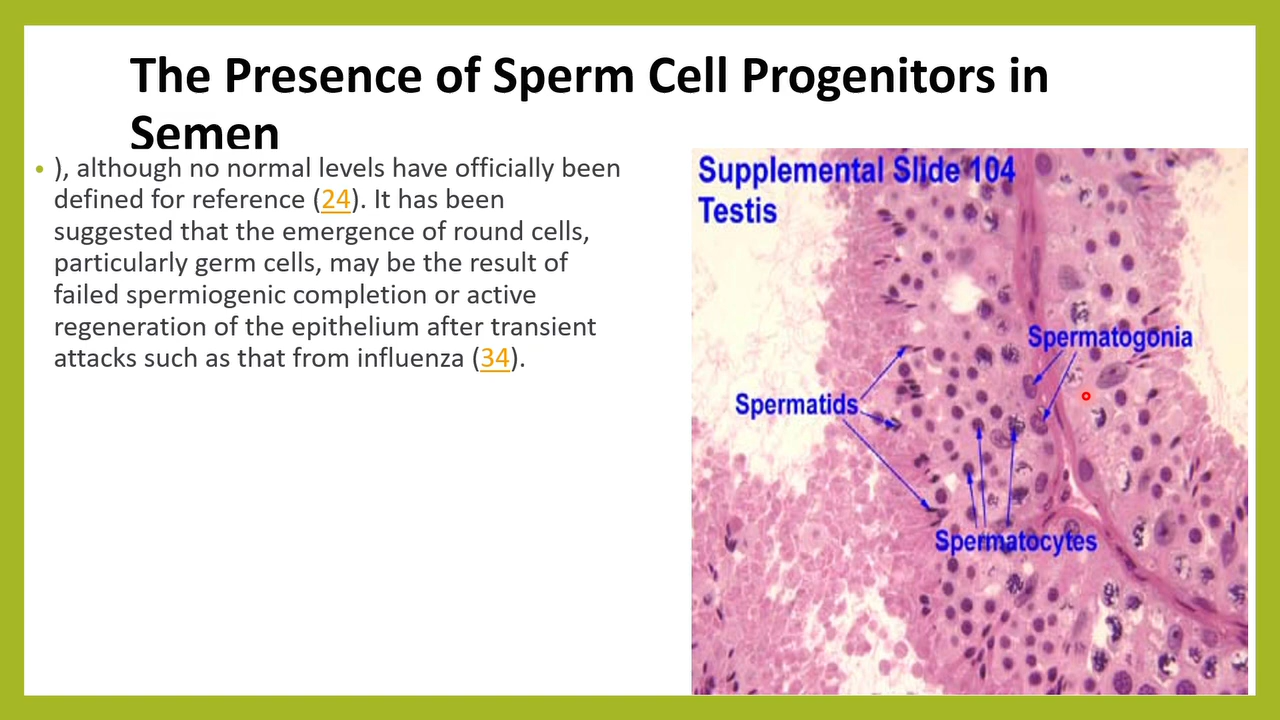 The Presence of Sperm Cell Progenitors in
Semen
• ), although no normal levels have officially been
defined for reference (24). It has been
suggested that the emergence of round cells,
particularly germ cells, may be the result of
failed spermiogenic completion or active
regeneration of the epithelium after transient
attacks such as that from influenza (34).
Supplemental Slide 104
Testis
Spermatogonia
Spermatids
Spermatocytes